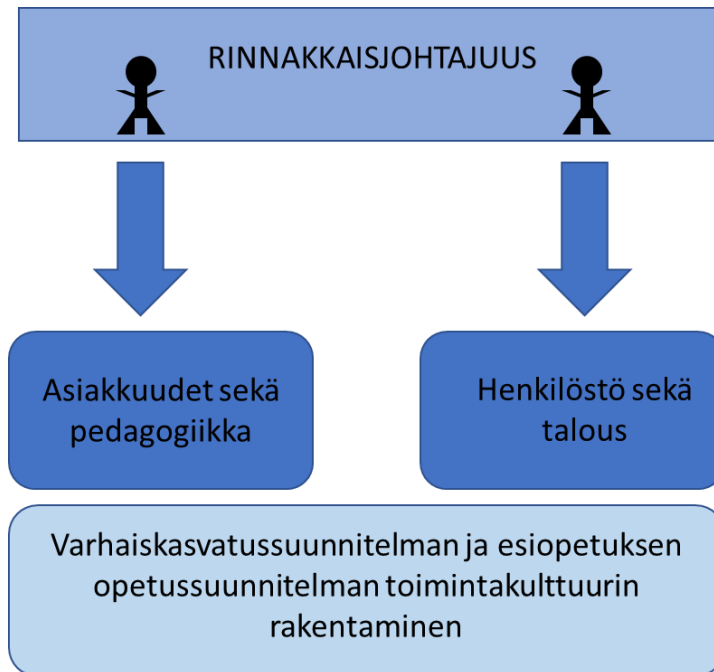 RINNAKKAISJOHTAJUUS
Asiakkuudet sekä
pedagogiikka
Henkilöstö sekä
talous
Varhaiskasvatussuunnitelman ja esiopetuksen
opetussuunnitelman toimintakulttuurin
rakentaminen